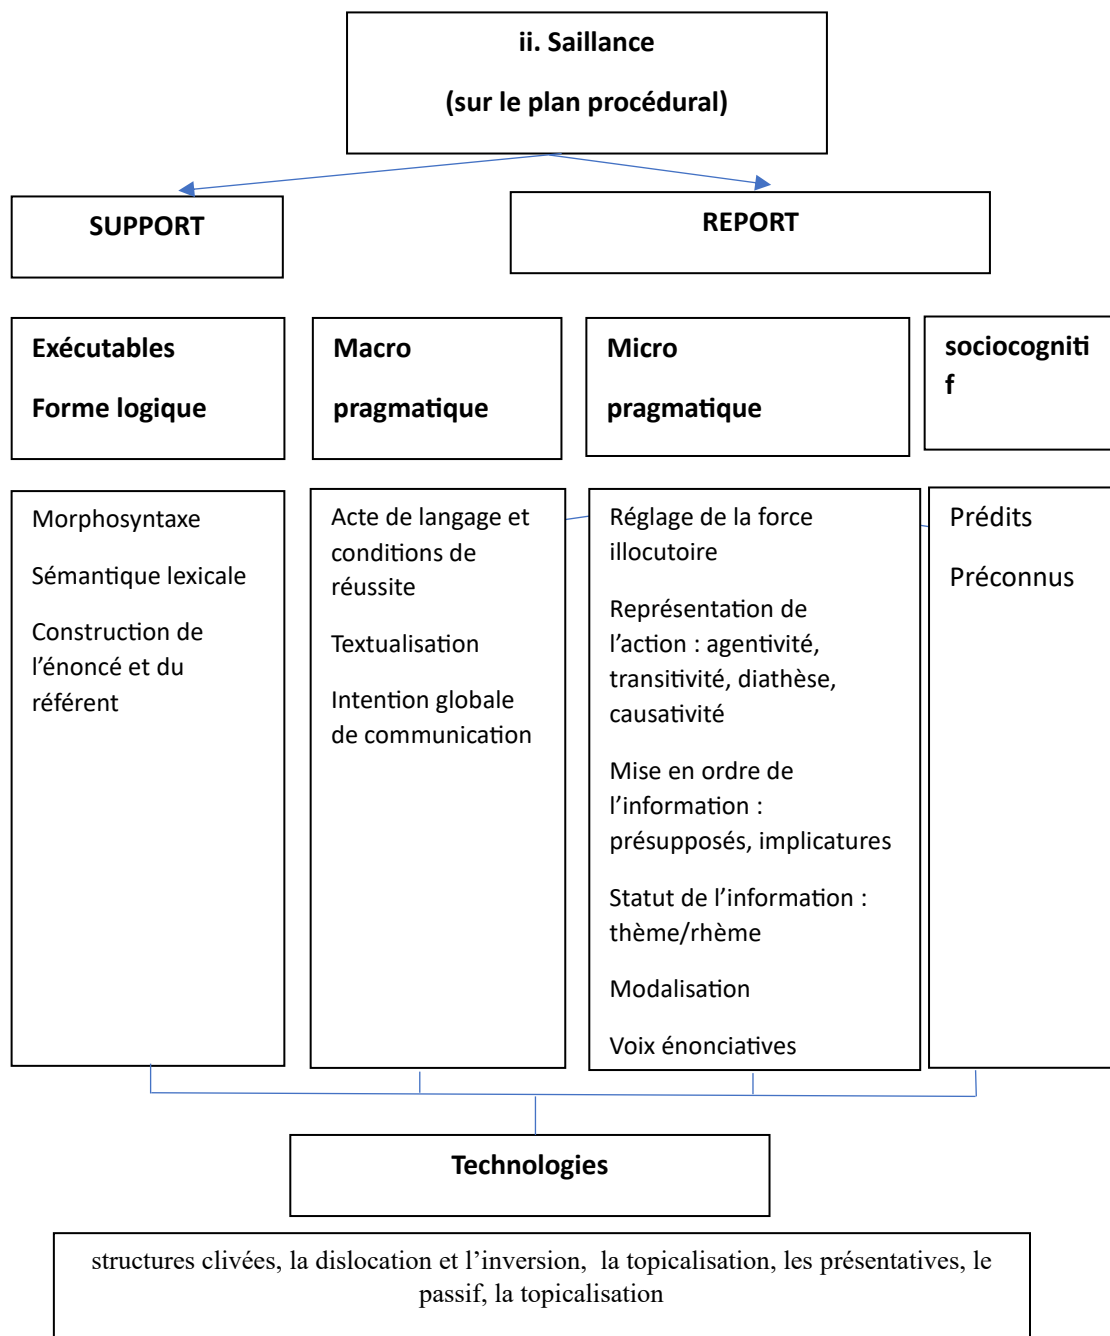 ii. Saillance
(sur le plan procédural)
SUPPORT
REPORT
Exécutables
Forme logique
Macro
pragmatique
Micro
pragmatique
sociocogniti
f
Morphosyntaxe
Sémantique lexicale
Construction de
l’énoncé et du
référent
Acte de langage et
conditions de
réussite
Textualisation
Intention globale
de communication
Réglage de la force
illocutoire
Représentation de
l’action : agentivité,
transitivité, diathèse,
causativité
Mise en ordre de
l’information :
présupposés, implicatures
Statut de l’information :
thème/rhème
Modalisation
Voix énonciatives
Prédits
Préconnus
Technologies
structures clivées, la dislocation et l’inversion, la topicalisation, les présentatives, le
passif, la topicalisation